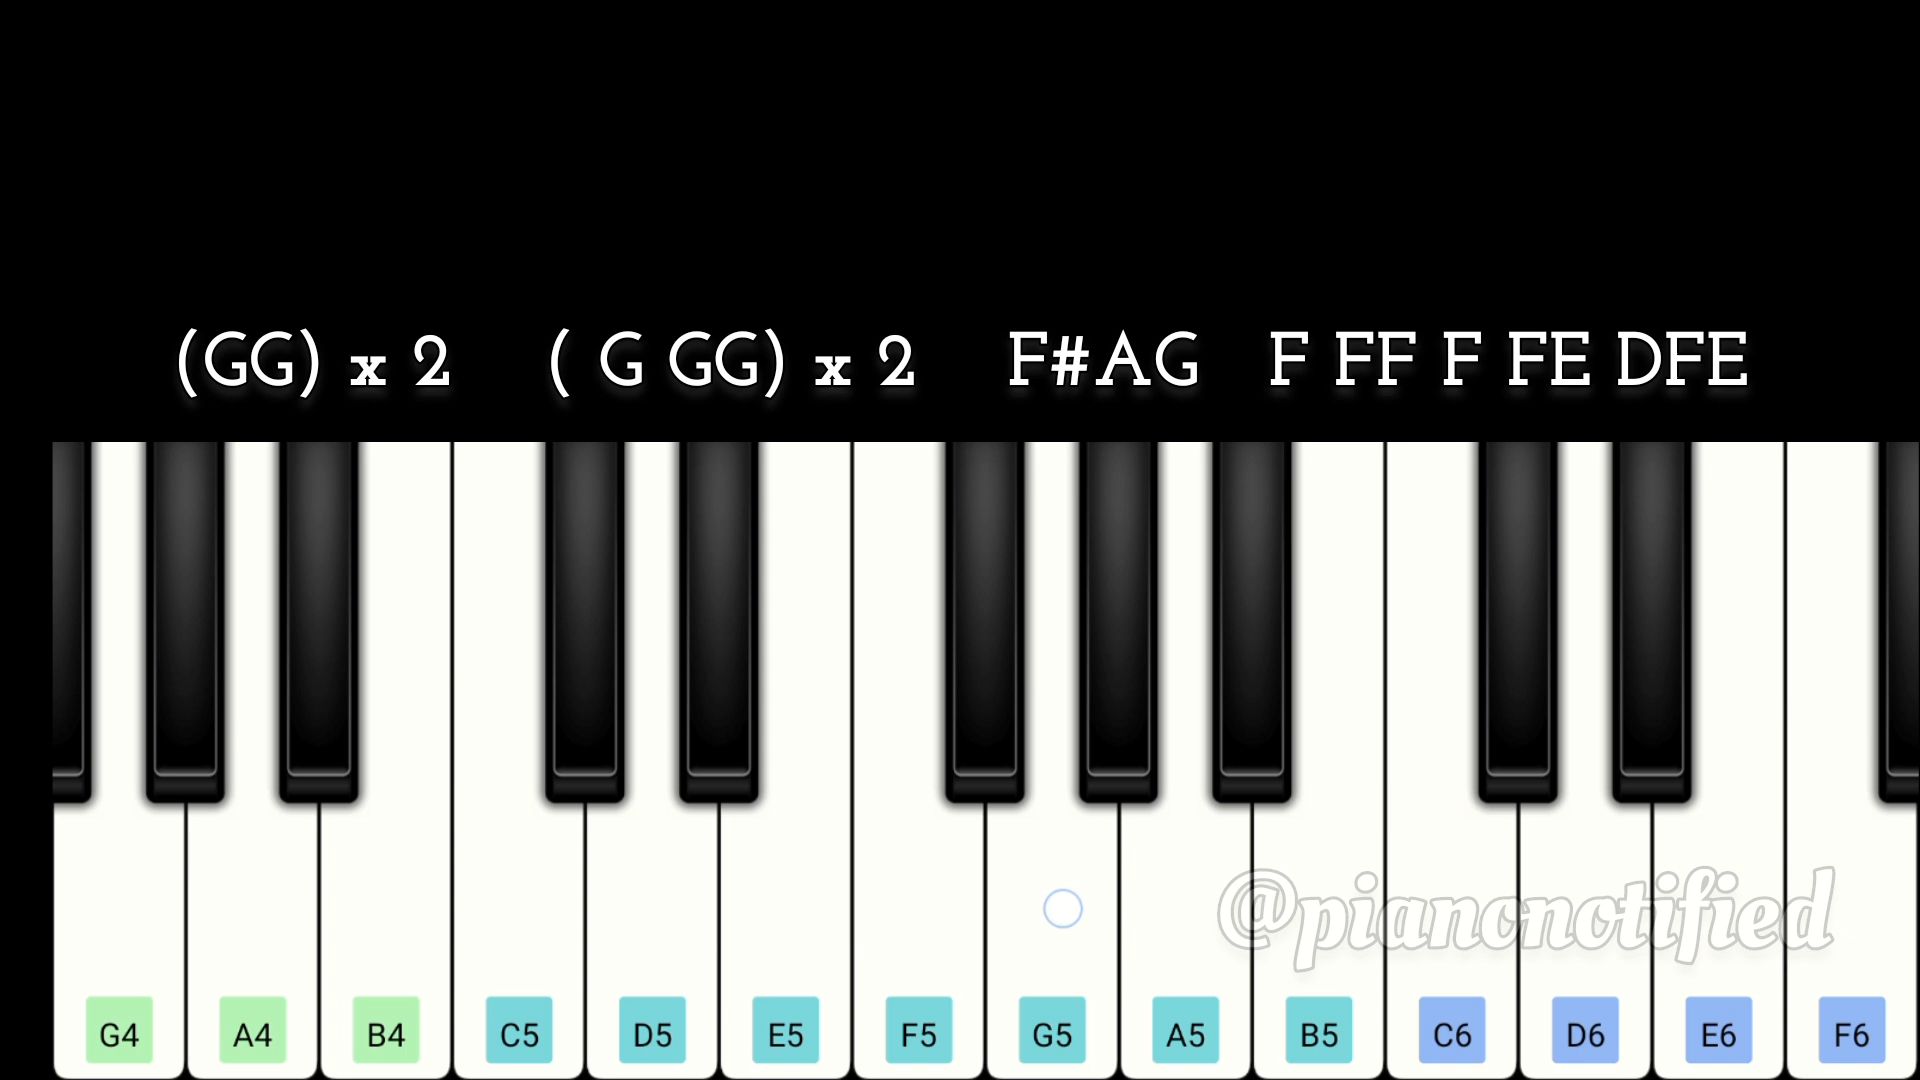 (GG) x 2 ( G GG) x 2 F#AG F FF F FE DFE
@pianonotified
G4 A4 B4 C5 D5 E5 F5 G5 A5 B5 C6 D6 E6 F6